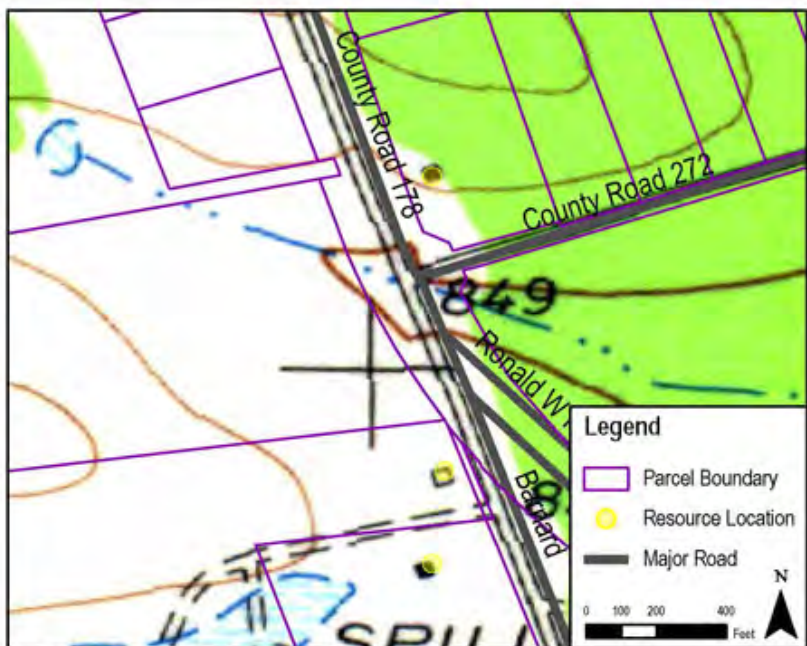 County Road 178
County Road 272
849
Ronald W
Barnard
SPILL
Legend
Parcel Boundary
Resource Location
Major Road
N
0 100 200 400
Feet